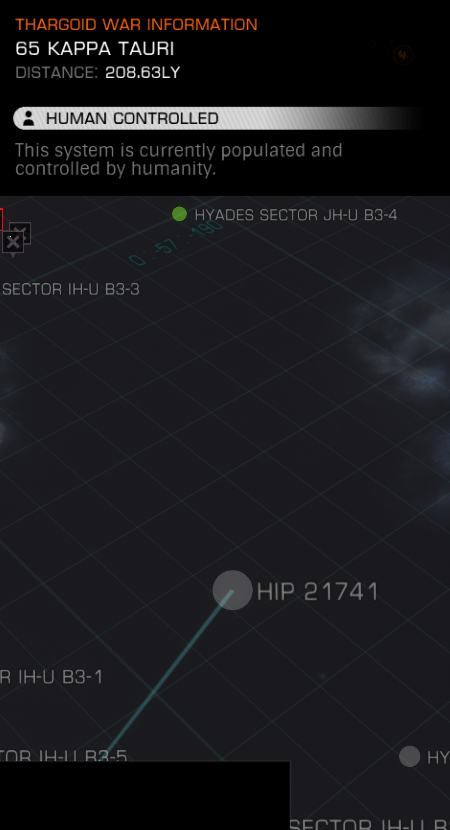 THARGOID WAR INFORMATION
65 KAPPA TAURI
DISTANCE: 208.63LY
HUMAN CONTROLLED
This system is currently populated and
controlled by humanity.
HYADES SECTOR JH-U B3-4
0 -57 -190
SECTOR IH-U B3-3
HIP 21741
R IH-U B3-1
TOR IH-U B3-5
HY
SECTOR IH-U B